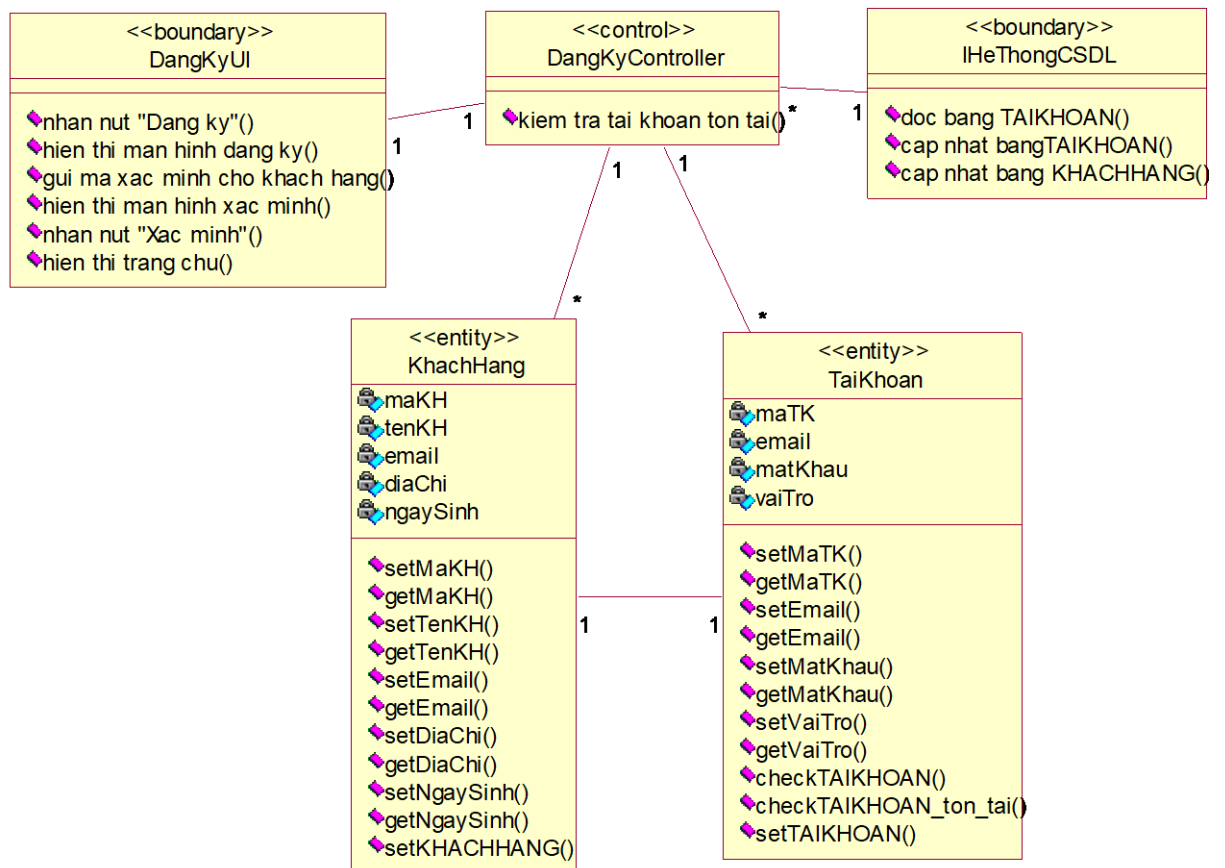 <<boundary>>
DangKyUI
nhan nut "Dang ky"()
hien thi man hinh dang ky()
gui ma xac minh cho khach hang()
hien thi man hinh xac minh()
nhan nut "Xac minh"()
hien thi trang chu()
1
1
<<control>>
DangKyController
kiem tra tai khoan ton tai()
*
1
<<boundary>>
IHeThongCSDL
doc bang TAIKHOAN()
cap nhat bangTAIKHOAN()
cap nhat bang KHACHHANG()
1
1
*
*
<<entity>>
KhachHang
maKH
tenKH
email
diaChi
ngaySinh
setMaKH()
getMaKH()
setTenKH()
getTenKH()
setEmail()
getEmail()
setDiaChi()
getDiaChi()
setNgaySinh()
getNgaySinh()
setKHACHHANG()
1
1
<<entity>>
TaiKhoan
maTK
email
matKhau
vaiTro
setMaTK()
getMaTK()
setEmail()
getEmail()
setMatKhau()
getMatKhau()
setVaiTro()
getVaiTro()
checkTAIKHOAN()
checkTAIKHOAN_ton_tai()
setTAIKHOAN()